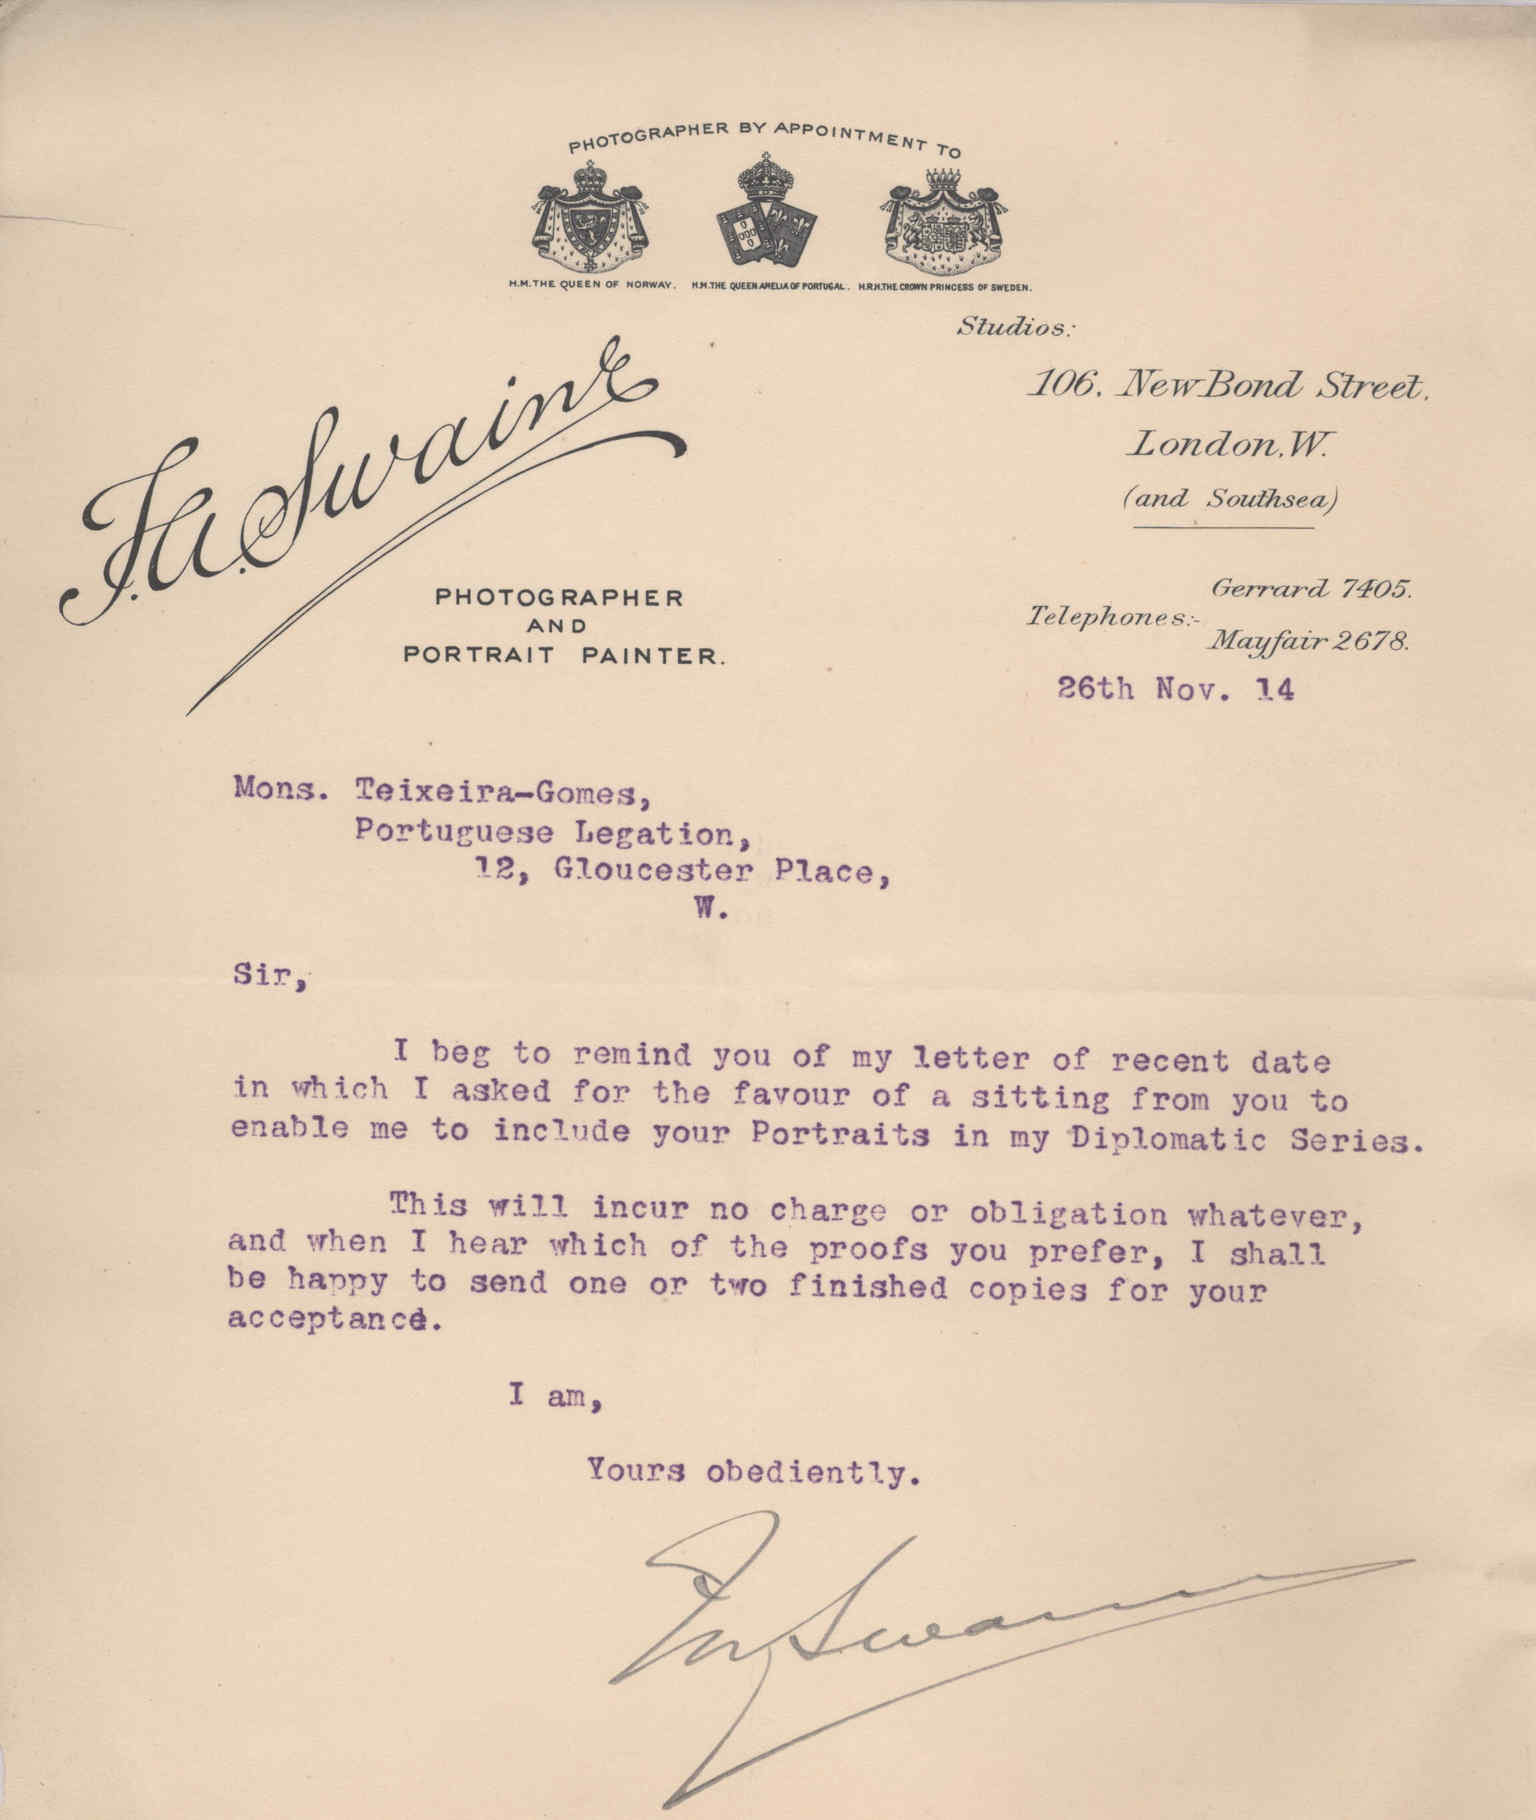 PHOTOGRAPHER BY APPOINTMENT TO
H.M. THE QUEEN OF NORWAY. H.M. THE QUEEN AMELIA OF PORTUGAL. H.R.H. THE CROWN PRINCESS OF SWEDEN.
Studios:
106. New Bond Street.
London. W.
(and Southsea)
F.A. Swaine
PHOTOGRAPHER
AND
PORTRAIT PAINTER.
Gerrard 7405.
Telephones:-
Mayfair 2678.
26th Nov. 14
Mons. Teixeira-Gomes,
Portuguese Legation,
12, Gloucester Place,
W.
Sir,
I beg to remind you of my letter of recent date
in which I asked for the favour of a sitting from you to
enable me to include your Portraits in my Diplomatic Series.
This will incur no charge or obligation whatever,
and when I hear which of the proofs you prefer, I shall
be happy to send one or two finished copies for your
acceptance.
I am,
Yours obediently.
Swaine